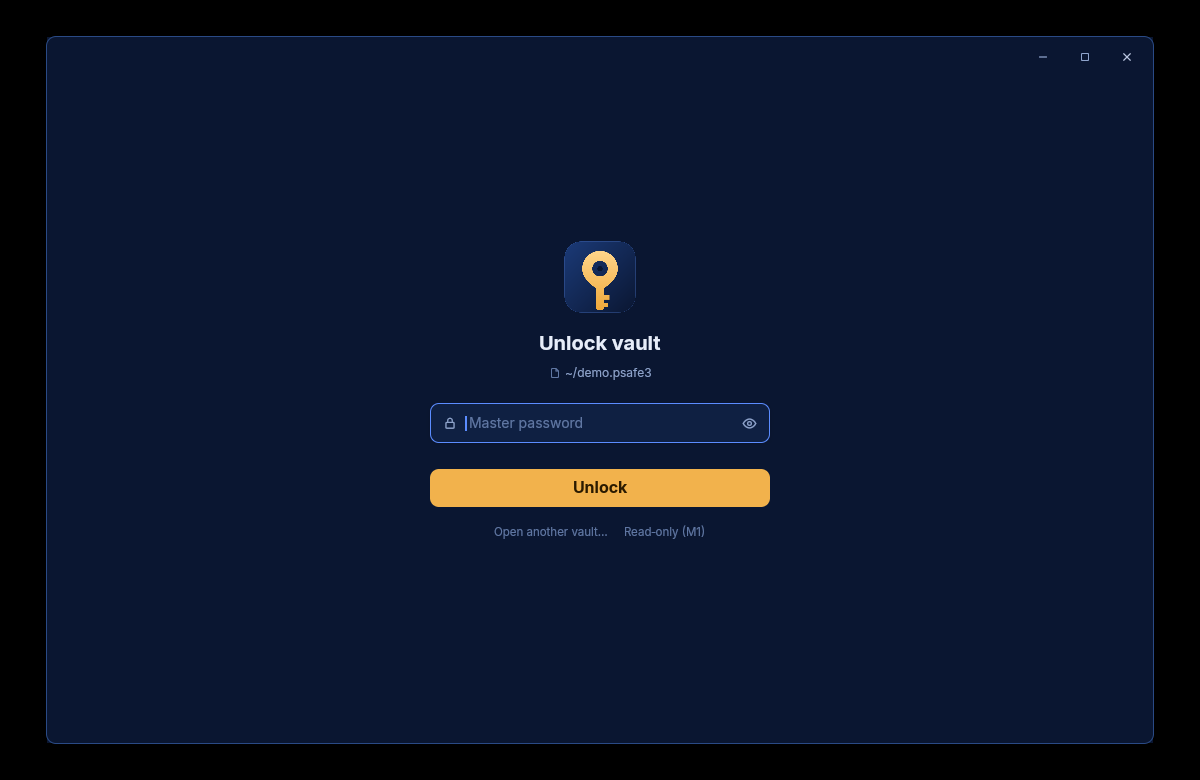 Unlock vault
~/demo.psafe3
Master password
Unlock
Open another vault... Read-only (M1)